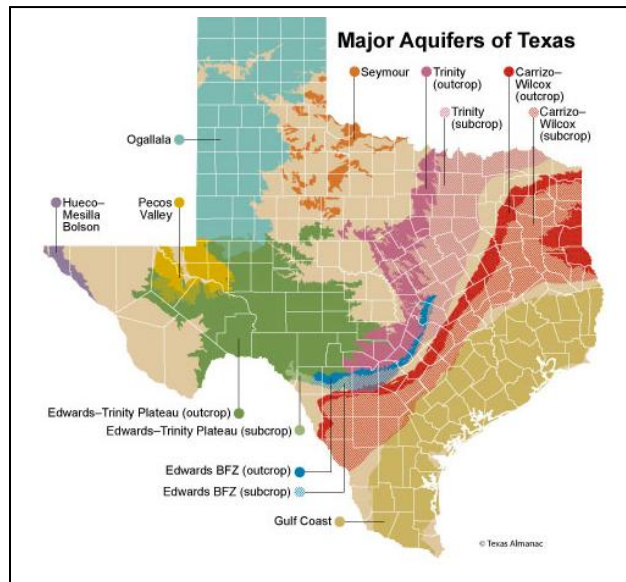 Major Aquifers of Texas
Seymour
Trinity
(outcrop)
Carrizo–
Wilcox
(outcrop)
Trinity
(subcrop)
Carrizo–
Wilcox
(subcrop)
Ogallala
Hueco–
Mesilla
Bolson
Pecos
Valley
Edwards–Trinity Plateau (outcrop)
Edwards–Trinity Plateau (subcrop)
Edwards BFZ (outcrop)
Edwards BFZ (subcrop)
Gulf Coast
© Texas Almanac